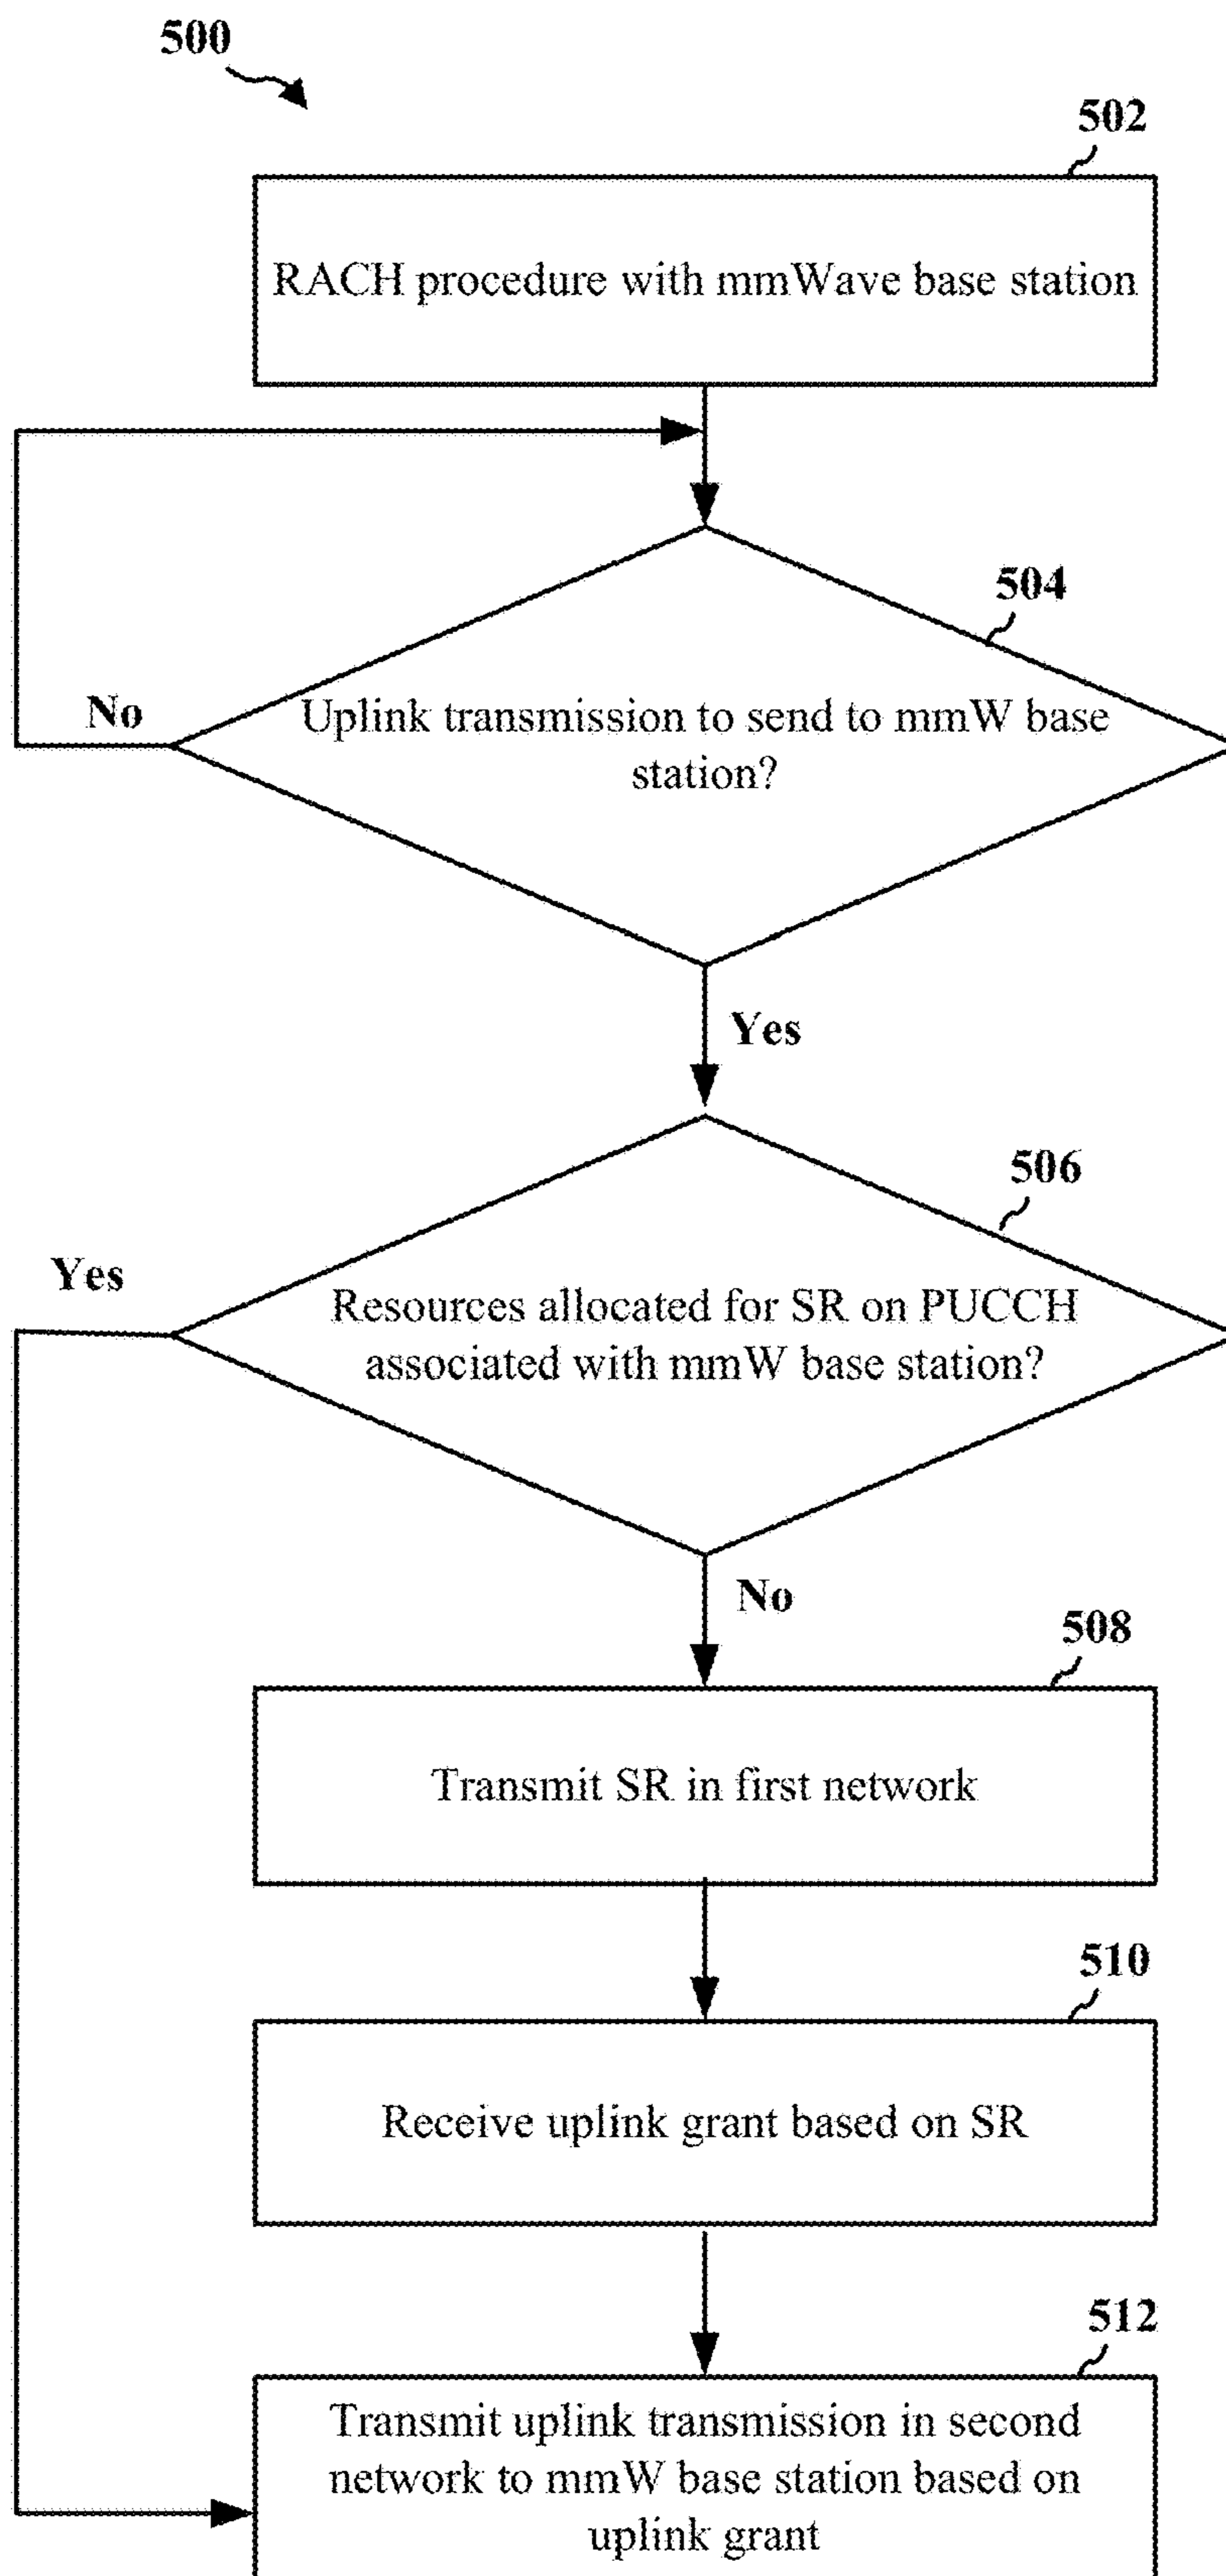 500
502
RACH procedure with mmWave base station
504
No
Uplink transmission to send to mmW base
station?
Yes
506
Yes
Resources allocated for SR on PUCCH
associated with mmW base station?
No
508
Transmit SR in first network
510
Receive uplink grant based on SR
512
Transmit uplink transmission in second
network to mmW base station based on
uplink grant